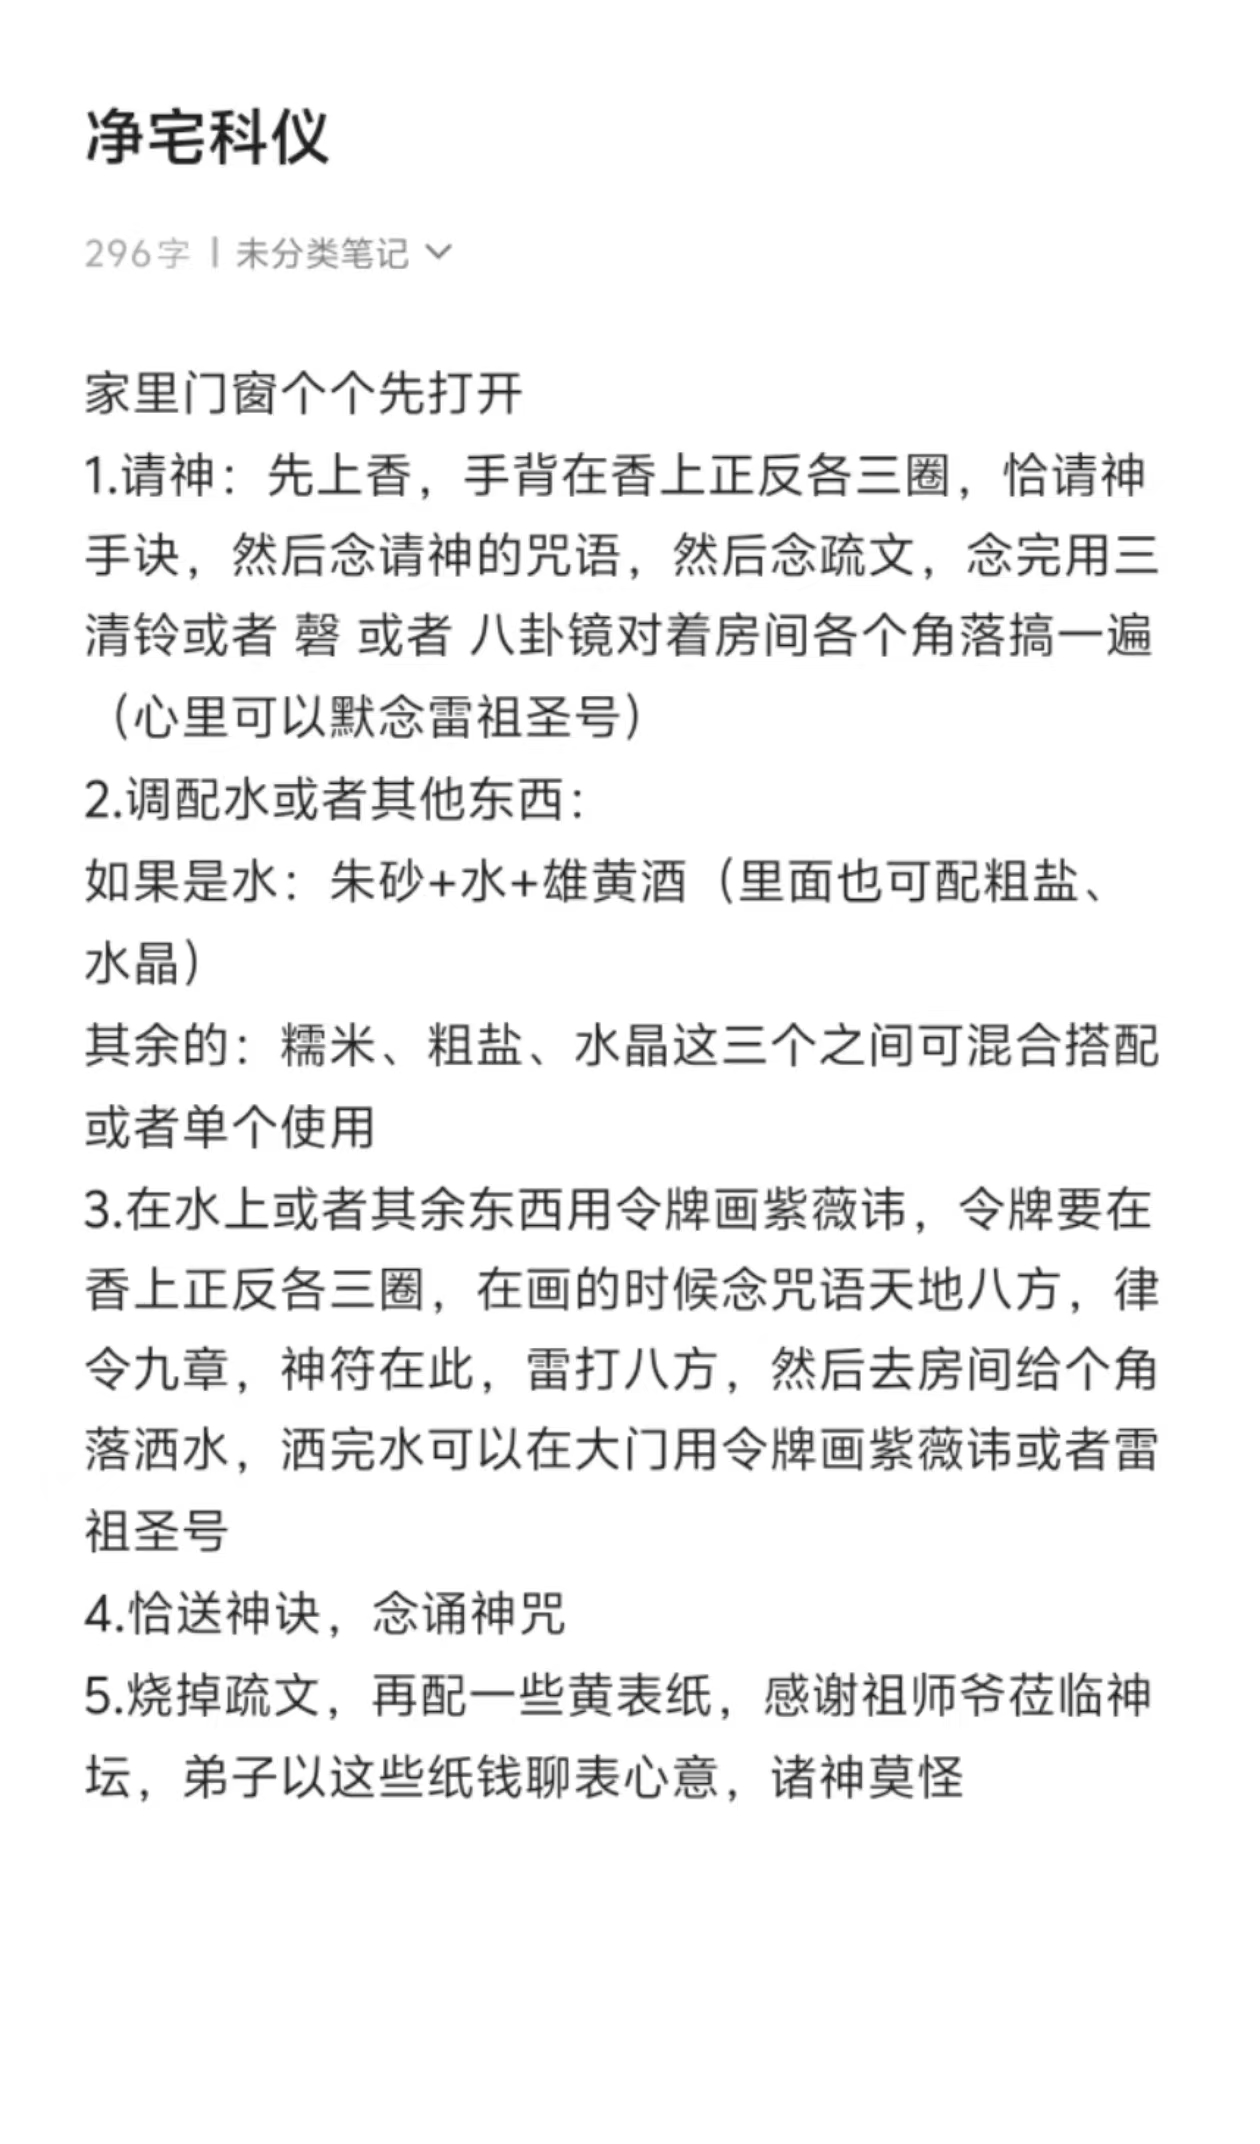 净宅科仪
296字 | 未分类笔记
家里门窗个个先打开
1.请神：先上香，手背在香上正反各三圈，恰请神
手诀，然后念请神的咒语，然后念疏文，念完用三
清铃或者 磬 或者 八卦镜对着房间各个角落搞一遍
（心里可以默念雷祖圣号）
2.调配水或者其他东西：
如果是水：朱砂+水+雄黄酒（里面也可配粗盐、
水晶）
其余的：糯米、粗盐、水晶这三个之间可混合搭配
或者单个使用
3.在水上或者其余东西用令牌画紫薇讳，令牌要在
香上正反各三圈，在画的时候念咒语天地八方，律
令九章，神符在此，雷打八方，然后去房间给个角
落洒水，洒完水可以在大门用令牌画紫薇讳或者雷
祖圣号
4.恰送神诀，念诵神咒
5.烧掉疏文，再配一些黄表纸，感谢祖师爷莅临神
坛，弟子以这些纸钱聊表心意，诸神莫怪